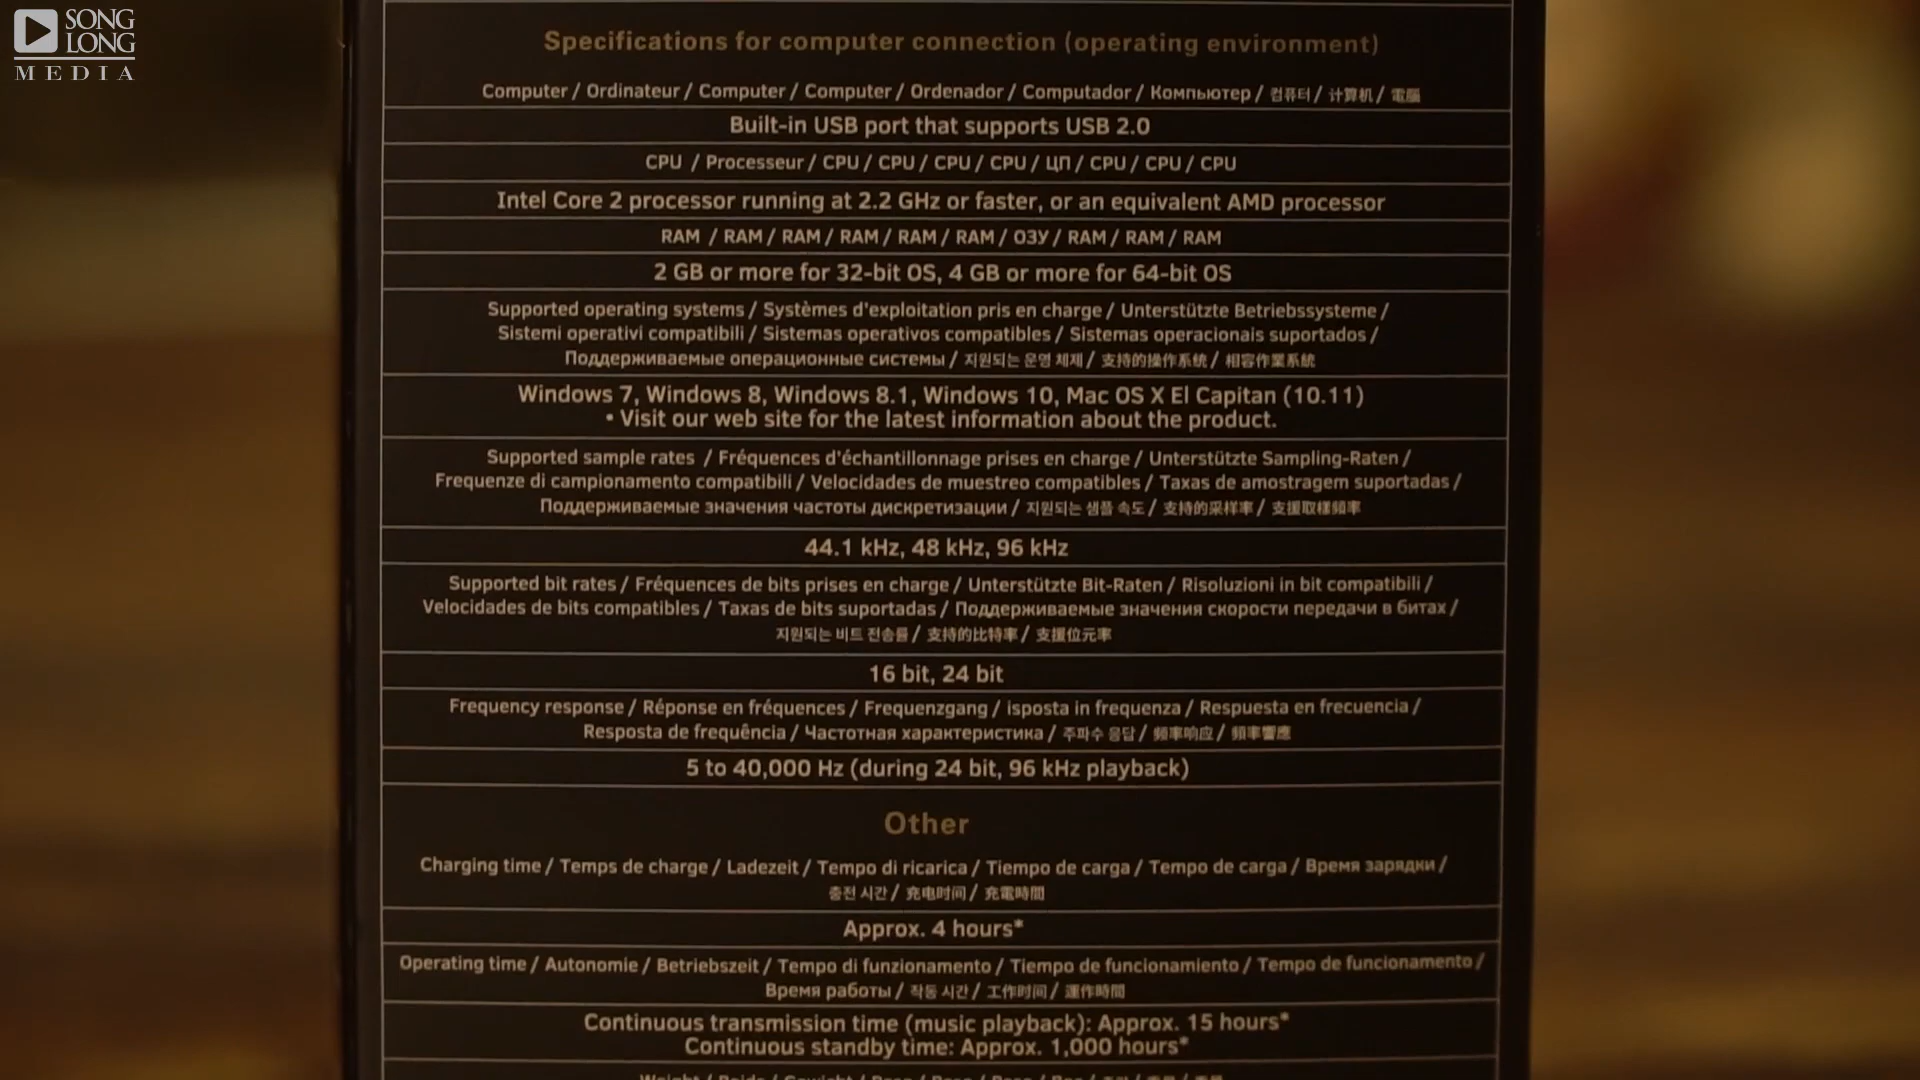 SONG
LONG
MEDIA
Specifications for computer connection (operating environment)
Computer / Ordinateur / Computer / Computer / Ordenador / Computador / Компьютер / 컴퓨터 / 计算机 / 電腦
Built-in USB port that supports USB 2.0
CPU / Processeur / CPU / CPU / CPU / CPU / ЦП / CPU / CPU / CPU
Intel Core 2 processor running at 2.2 GHz or faster, or an equivalent AMD processor
RAM / RAM / RAM / RAM / RAM / RAM / ОЗУ / RAM / RAM / RAM
2 GB or more for 32-bit OS, 4 GB or more for 64-bit OS
Supported operating systems / Systèmes d'exploitation pris en charge / Unterstützte Betriebssysteme /
Sistemi operativi compatibili / Sistemas operativos compatibles / Sistemas operacionais suportados /
Поддерживаемые операционные системы / 지원되는 운영 체제 / 支持的操作系统 / 相容作業系統
Windows 7, Windows 8, Windows 8.1, Windows 10, Mac OS X El Capitan (10.11)
• Visit our web site for the latest information about the product.
Supported sample rates / Fréquences d'échantillonnage prises en charge / Unterstützte Sampling-Raten /
Frequenze di campionamento compatibili / Velocidades de muestreo compatibles / Taxas de amostragem suportadas /
Поддерживаемые значения частоты дискретизации / 지원되는 샘플 속도 / 支持的采样率 / 支援取樣頻率
44.1 kHz, 48 kHz, 96 kHz
Supported bit rates / Fréquences de bits prises en charge / Unterstützte Bit-Raten / Risoluzioni in bit compatibili /
Velocidades de bits compatibles / Taxas de bits suportadas / Поддерживаемые значения скорости передачи в битах /
지원되는 비트 전송률 / 支持的比特率 / 支援位元率
16 bit, 24 bit
Frequency response / Réponse en fréquences / Frequenzgang / isposta in frequenza / Respuesta en frecuencia /
Resposta de frequência / Частотная характеристика / 주파수 응답 / 频率响应 / 頻率響應
5 to 40,000 Hz (during 24 bit, 96 kHz playback)
Other
Charging time / Temps de charge / Ladezeit / Tempo di ricarica / Tiempo de carga / Tempo de carga / Время зарядки /
충전 시간 / 充电时间 / 充電時間
Approx. 4 hours*
Operating time / Autonomie / Betriebszeit / Tempo di funzionamento / Tiempo de funcionamiento / Tempo de funcionamento /
Время работы / 작동 시간 / 工作时间 / 運作時間
Continuous transmission time (music playback): Approx. 15 hours*
Continuous standby time: Approx. 1,000 hours*